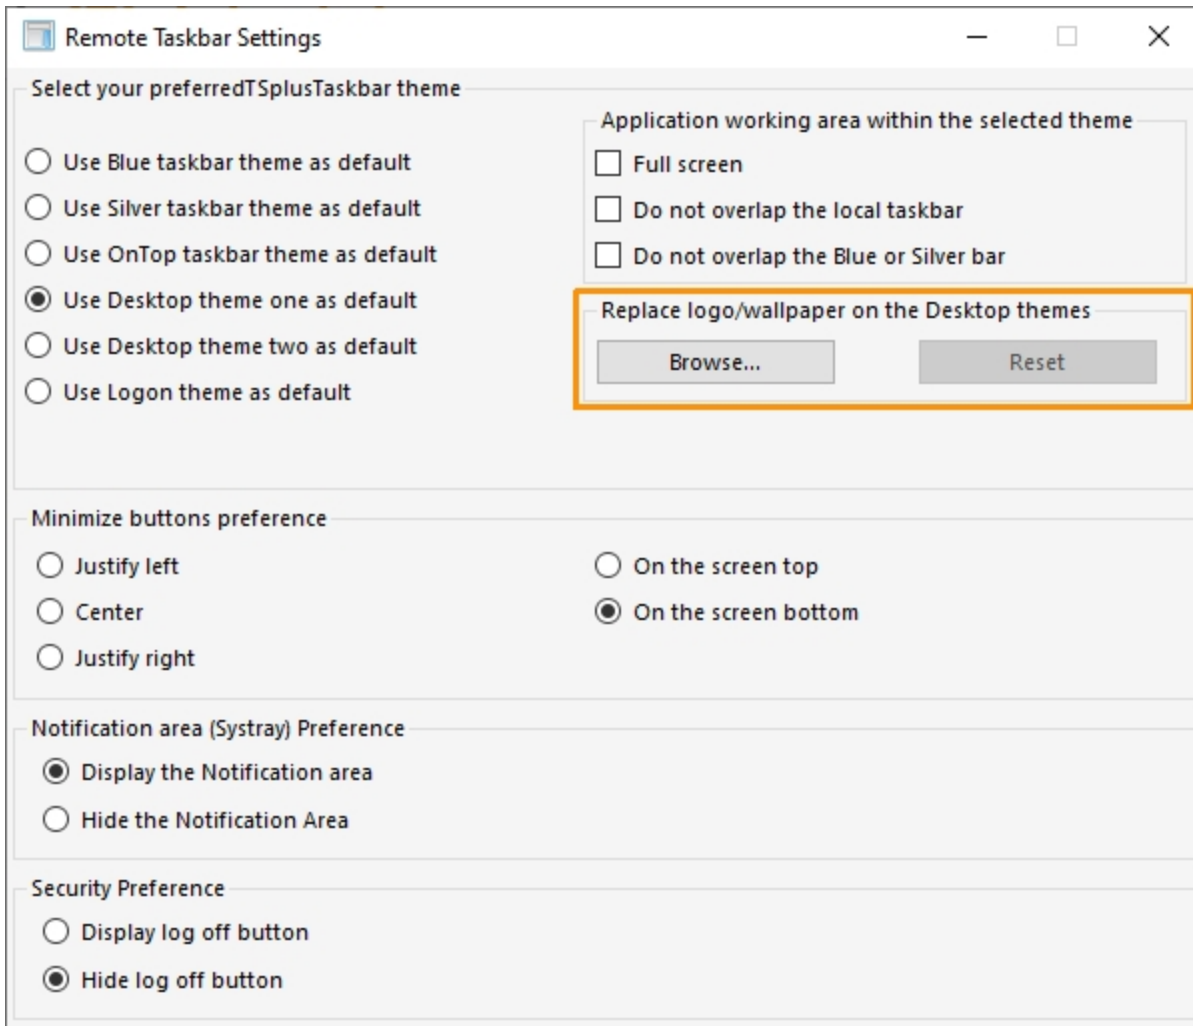 Remote Taskbar Settings
Select your preferredTSplusTaskbar theme
Use Blue taskbar theme as default
Use Silver taskbar theme as default
Use OnTop taskbar theme as default
Use Desktop theme one as default
Use Desktop theme two as default
Use Logon theme as default
Application working area within the selected theme
Full screen
Do not overlap the local taskbar
Do not overlap the Blue or Silver bar
Replace logo/wallpaper on the Desktop themes
Browse...
Reset
Minimize buttons preference
Justify left
Center
Justify right
On the screen top
On the screen bottom
Notification area (Systray) Preference
Display the Notification area
Hide the Notification Area
Security Preference
Display log off button
Hide log off button